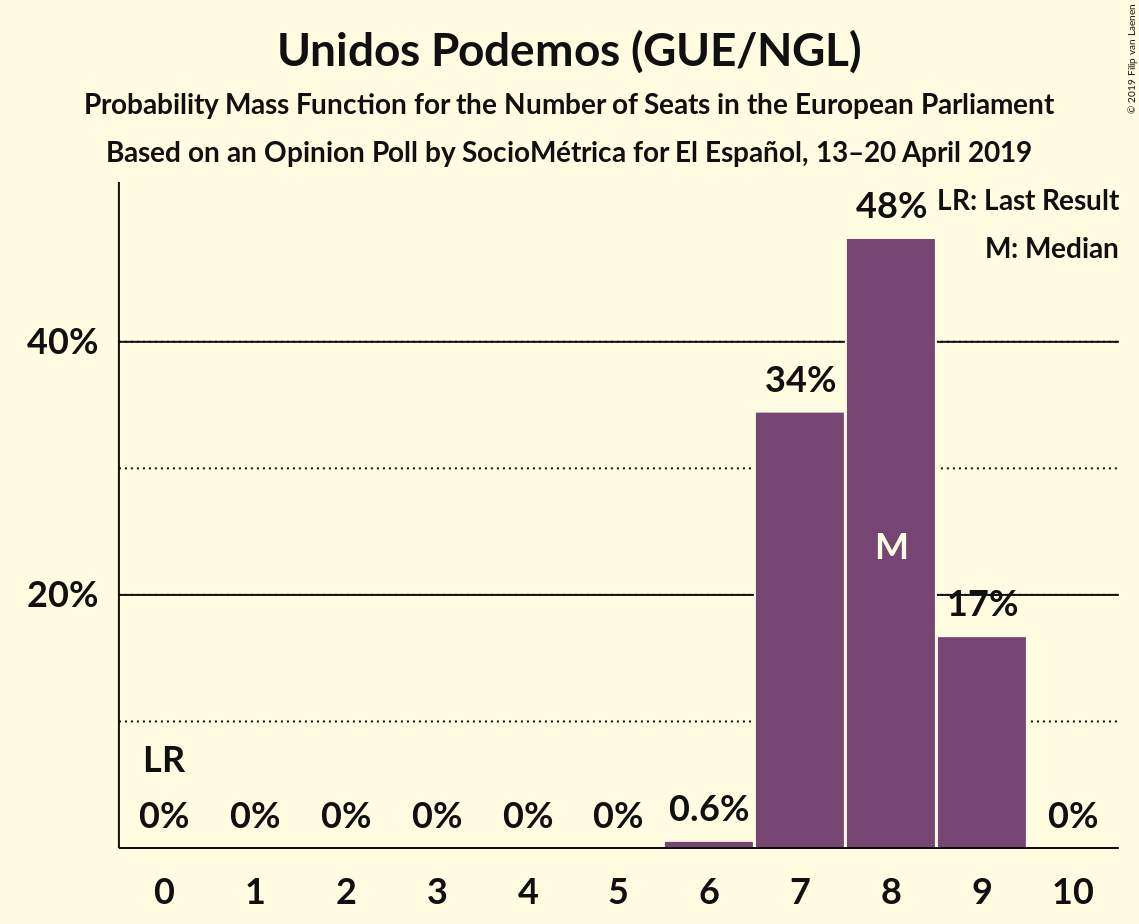 Unidos Podemos (GUE/NGL)
Probability Mass Function for the Number of Seats in the European Parliament
Based on an Opinion Poll by SocioMétrica for El Español, 13–20 April 2019
© 2019 Filip van Laenen
LR: Last Result
M: Median
48%
40%
34%
M
20%
17%
LR
0% 0% 0% 0% 0% 0% 0.6% 0%
0 1 2 3 4 5 6 7 8 9 10